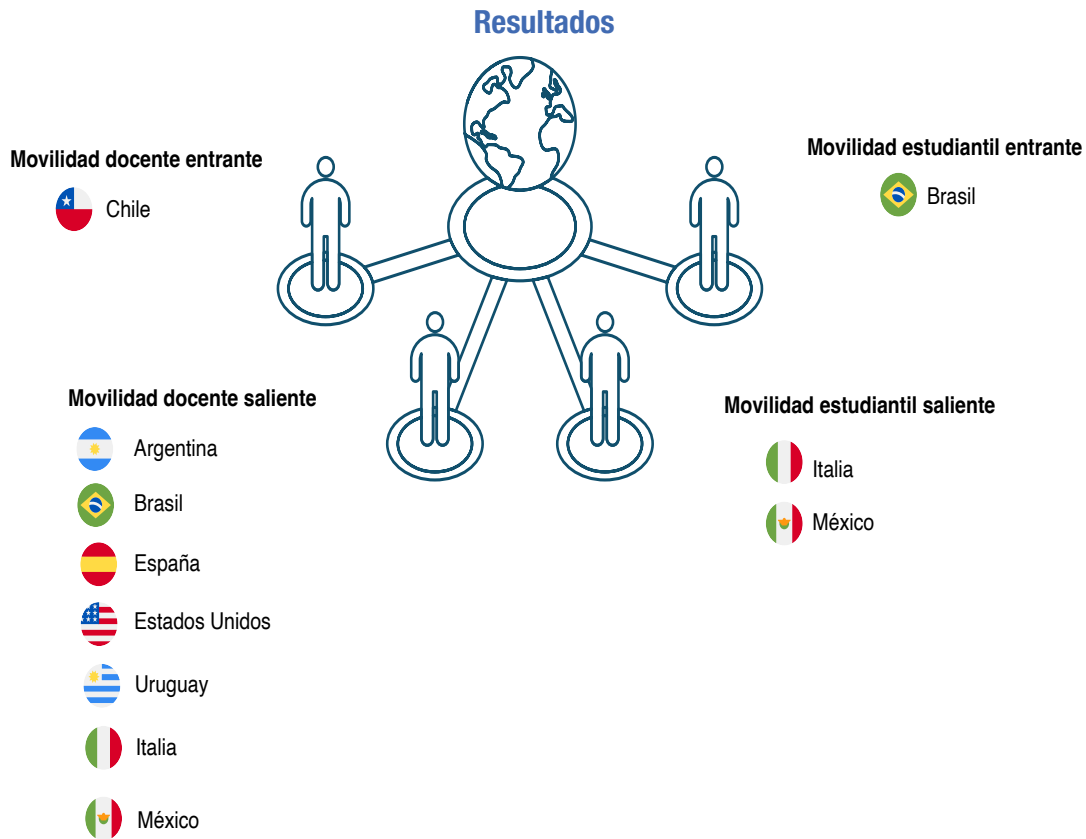 Resultados
Movilidad docente entrante
Chile
Movilidad estudiantil entrante
Brasil
Movilidad docente saliente
Argentina
Brasil
España
Estados Unidos
Uruguay
Italia
México
Movilidad estudiantil saliente
Italia
México